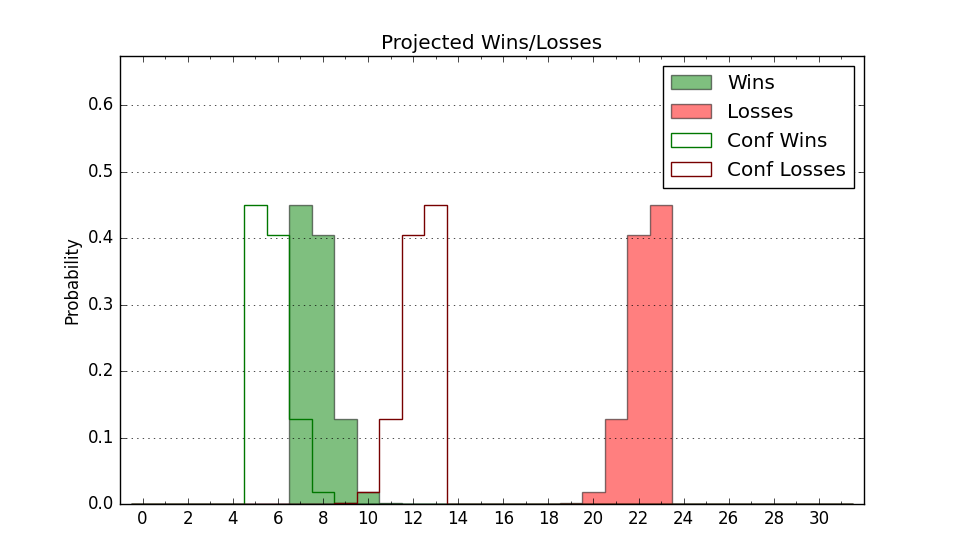 Projected Wins/Losses
Wins
Losses
Conf Wins
Conf Losses
Probability
0.6
0.5
0.4
0.3
0.2
0.1
0.0
0 2 4 6 8 10 12 14 16 18 20 22 24 26 28 30